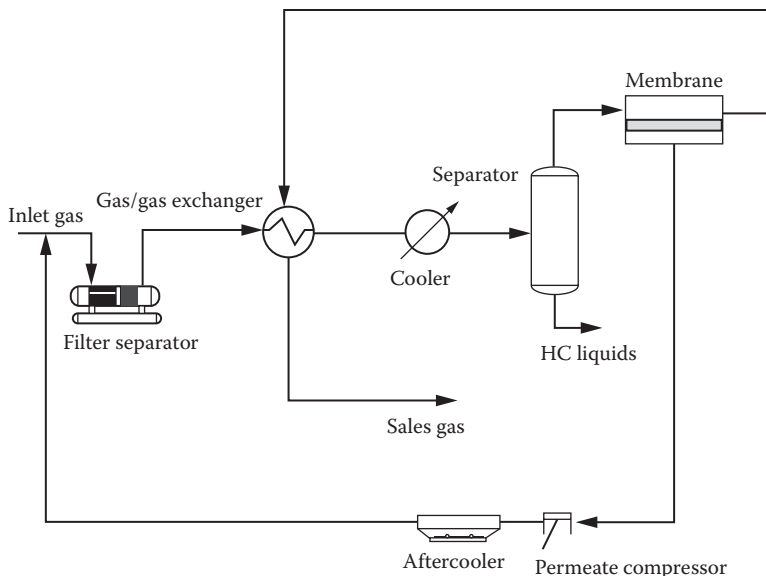 Membrane
Separator
Gas/gas exchanger
Inlet gas
Cooler
Filter separator
HC liquids
Sales gas
Aftercooler
Permeate compressor